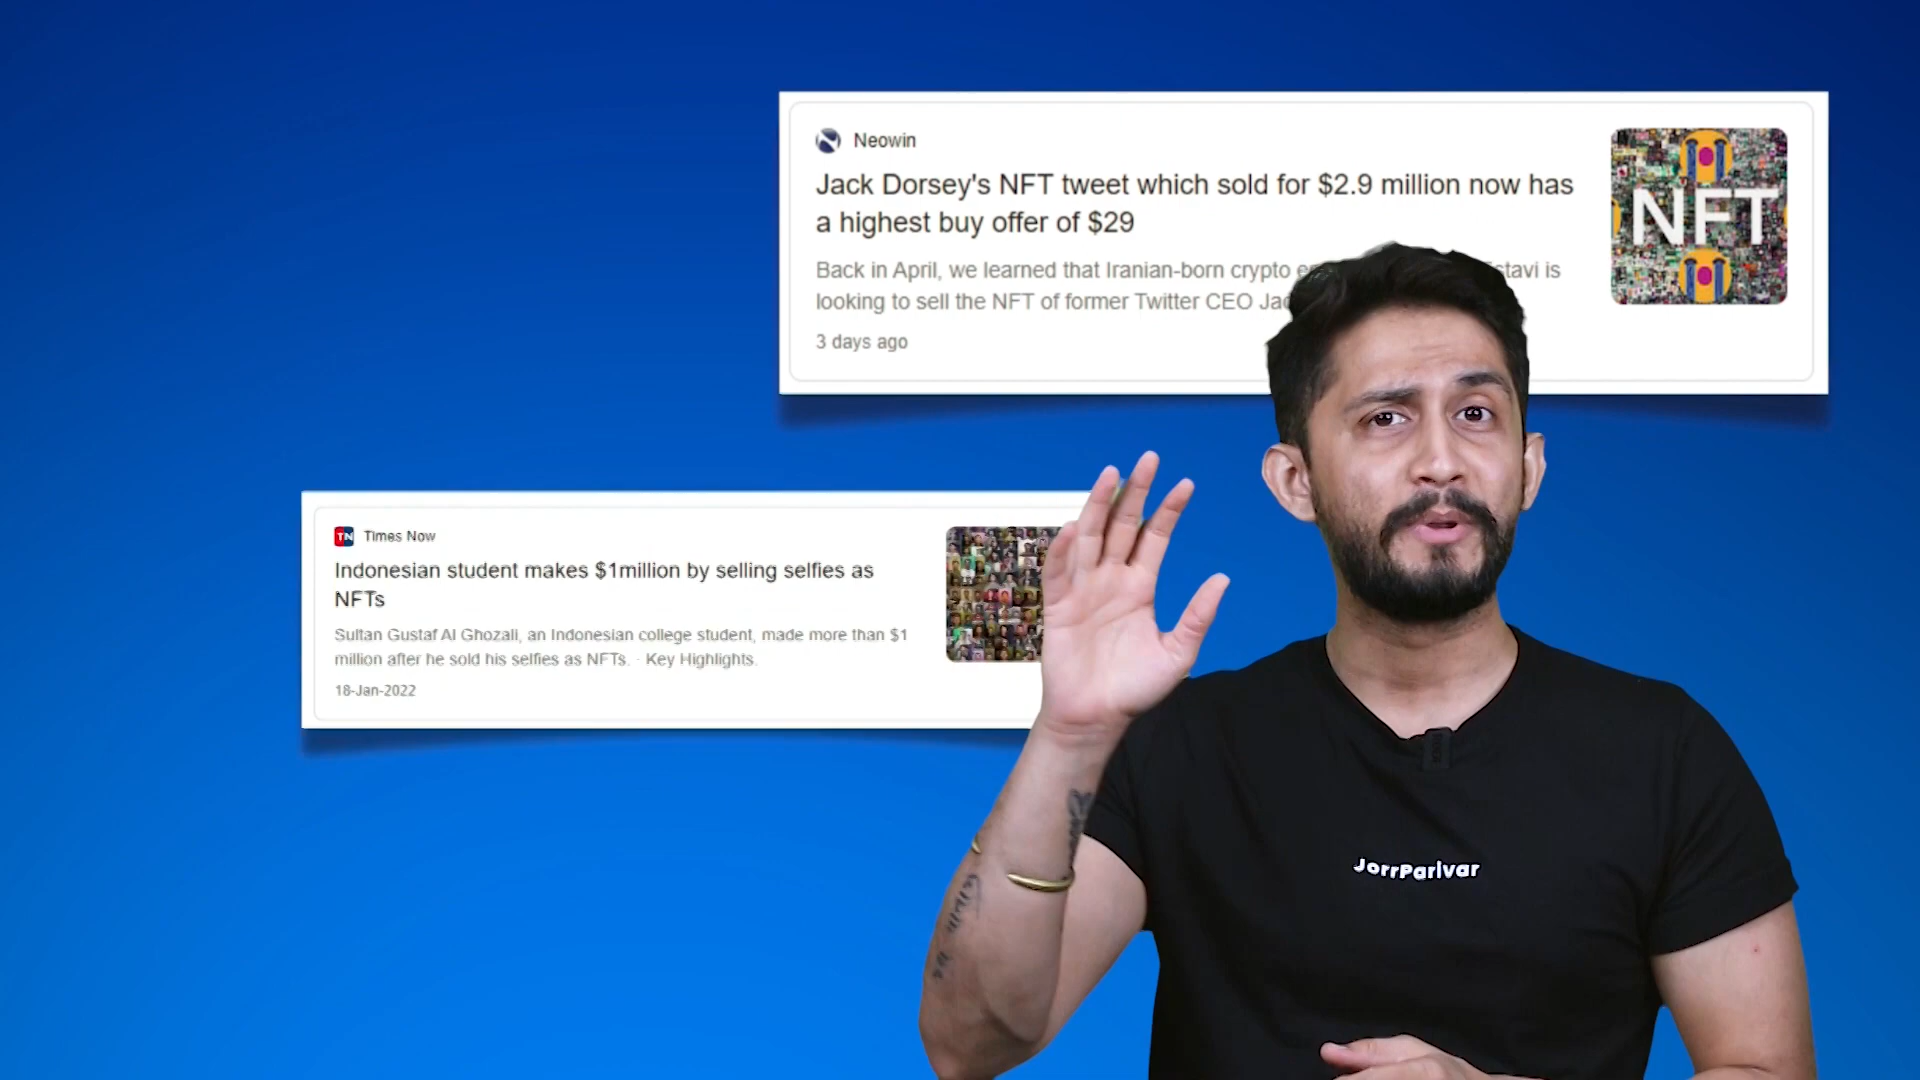 Neowin
Jack Dorsey's NFT tweet which sold for $2.9 million now has
a highest buy offer of $29
Back in April, we learned that Iranian-born crypto Estavi is
looking to sell the NFT of former Twitter CEO
3 days ago
NFT
TN Times Now
Indonesian student makes $1million by selling selfies as
NFTs
Sultan Gustaf Al Ghozali, an Indonesian college student, made more than $1
million after he sold his selfies as NFTs. · Key Highlights.
18-Jan-2022
JorrParivar